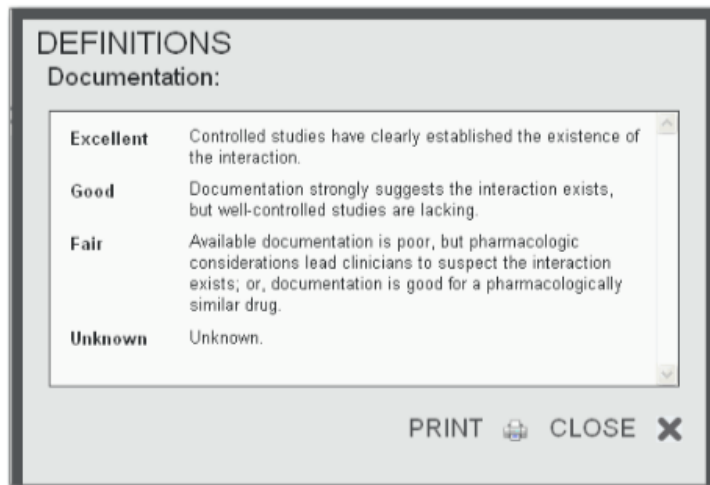 DEFINITIONS
Documentation:
Excellent Controlled studies have clearly established the existence of
the interaction.
Good Documentation strongly suggests the interaction exists,
but well-controlled studies are lacking.
Fair Available documentation is poor, but pharmacologic
considerations lead clinicians to suspect the interaction
exists; or, documentation is good for a pharmacologically
similar drug.
Unknown Unknown.
PRINT CLOSE